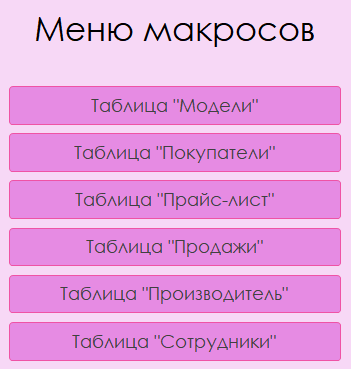 Меню макросов
Таблица "Модели"
Таблица "Покупатели"
Таблица "Прайс-лист"
Таблица "Продажи"
Таблица "Производитель"
Таблица "Сотрудники"